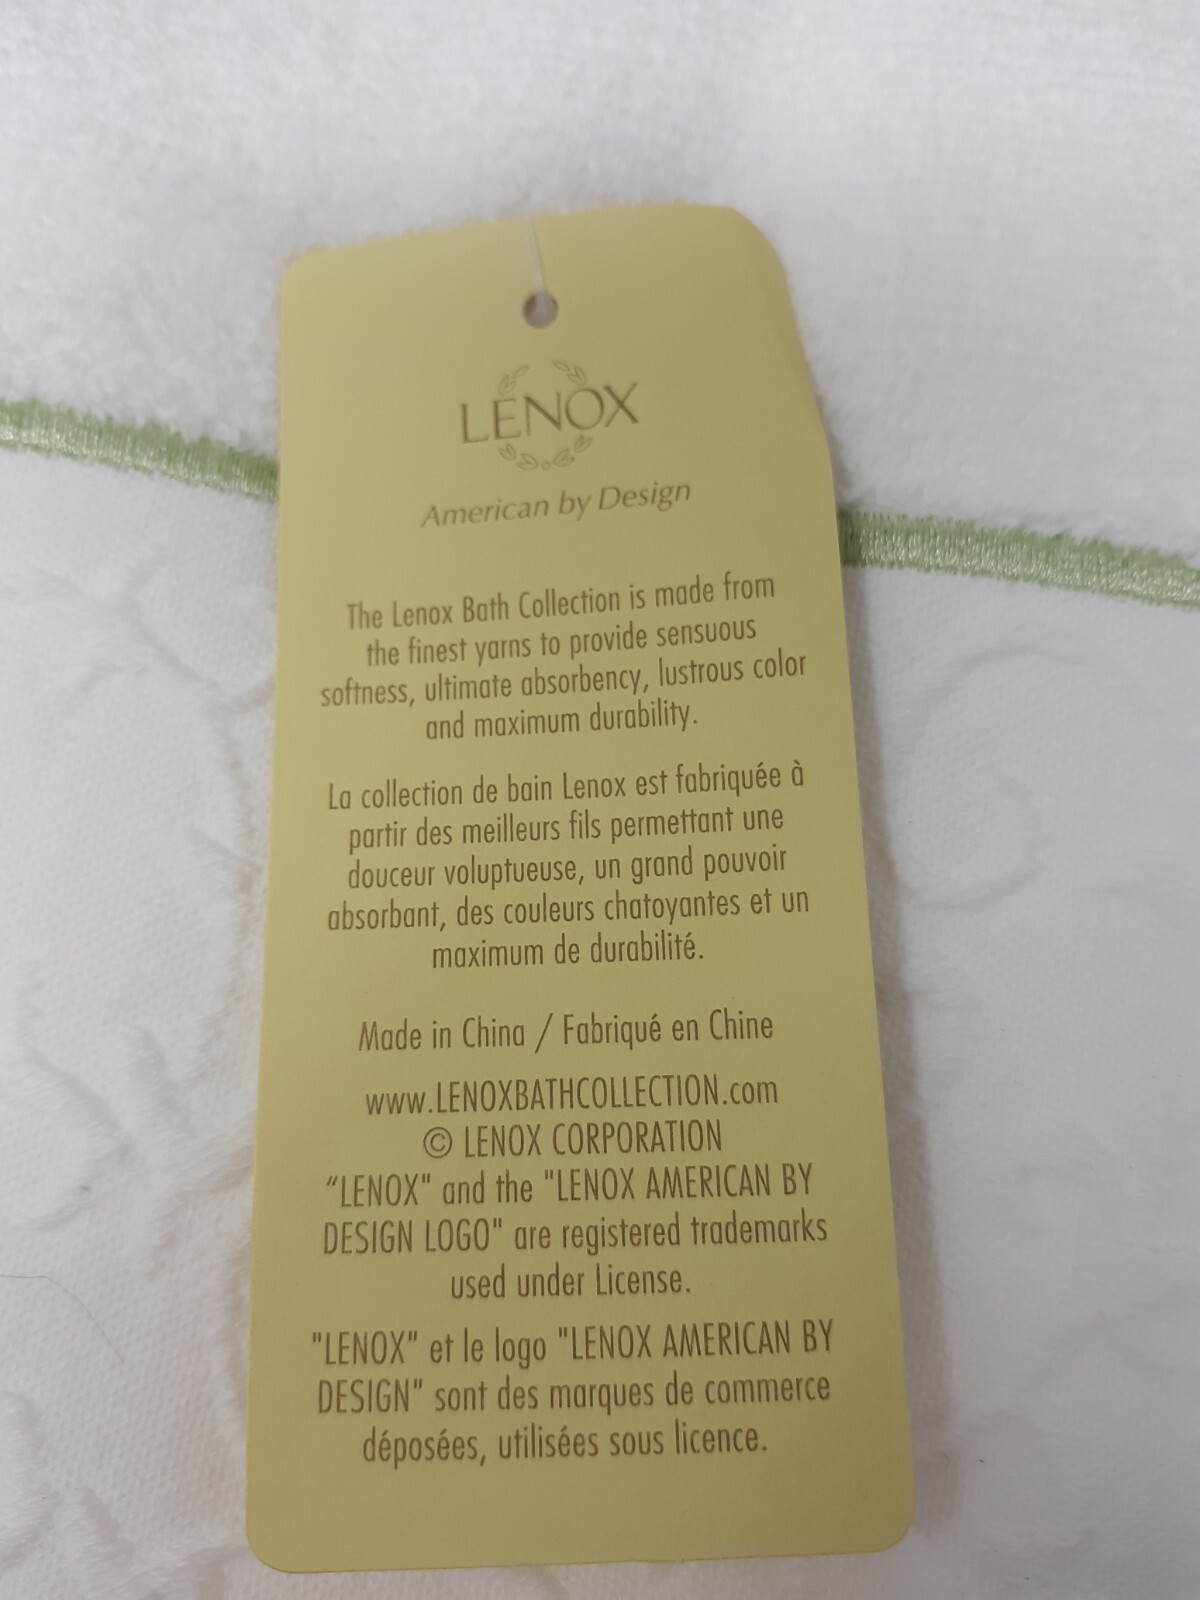 LENOX
American by Design
The Lenox Bath Collection is made from
the finest yarns to provide sensuous
softness, ultimate absorbency, lustrous color
and maximum durability.
La collection de bain Lenox est fabriquée à
partir des meilleurs fils permettant une
douceur voluptueuse, un grand pouvoir
absorbant, des couleurs chatoyantes et un
maximum de durabilité.
Made in China / Fabriqué en Chine
www.LENOXBATHCOLLECTION.com
© LENOX CORPORATION
“LENOX" and the "LENOX AMERICAN BY
DESIGN LOGO" are registered trademarks
used under License.
"LENOX" et le logo "LENOX AMERICAN BY
DESIGN" sont des marques de commerce
déposées, utilisées sous licence.